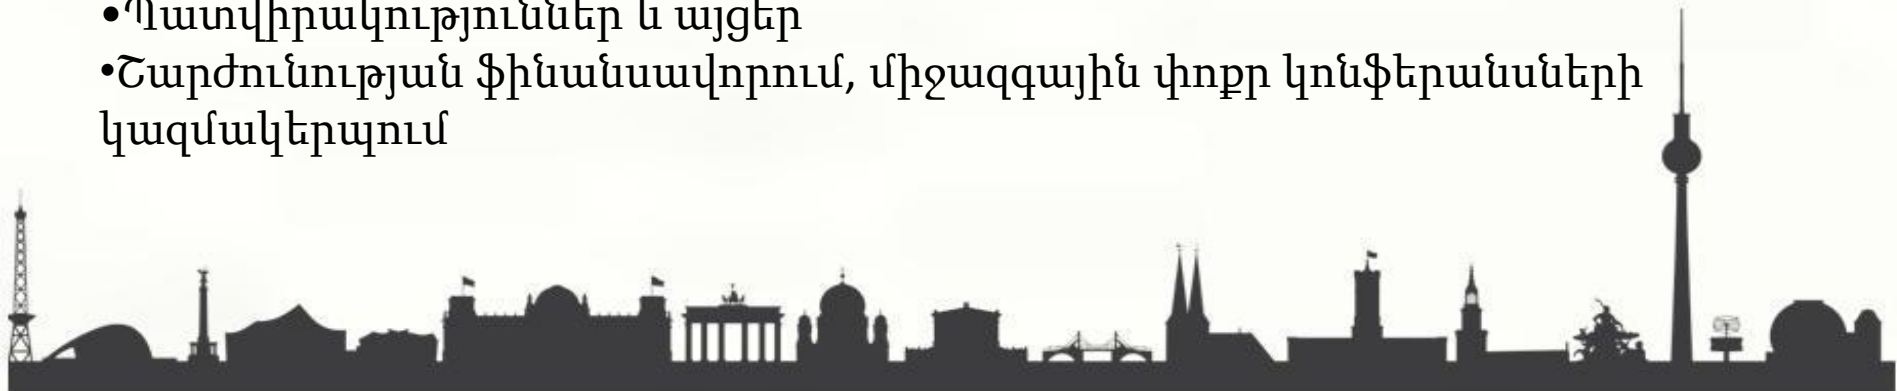 •Պատվիրակություններ և այցեր
•Շարժունության ֆինանսավորում, միջազգային փոքր կոնֆերանսների
կազմակերպում